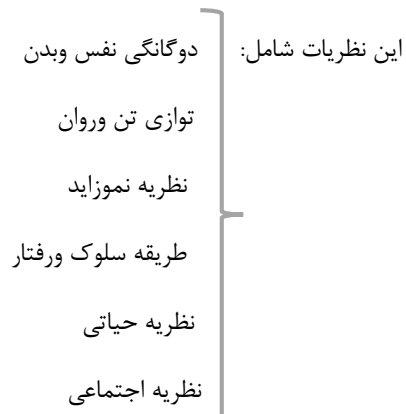 این نظریات شامل:
دوگانگی نفس وبدن
توازی تن وروان
نظریه نموزاید
طریقه سلوک ورفتار
نظریه حیاتی
نظریه اجتماعی